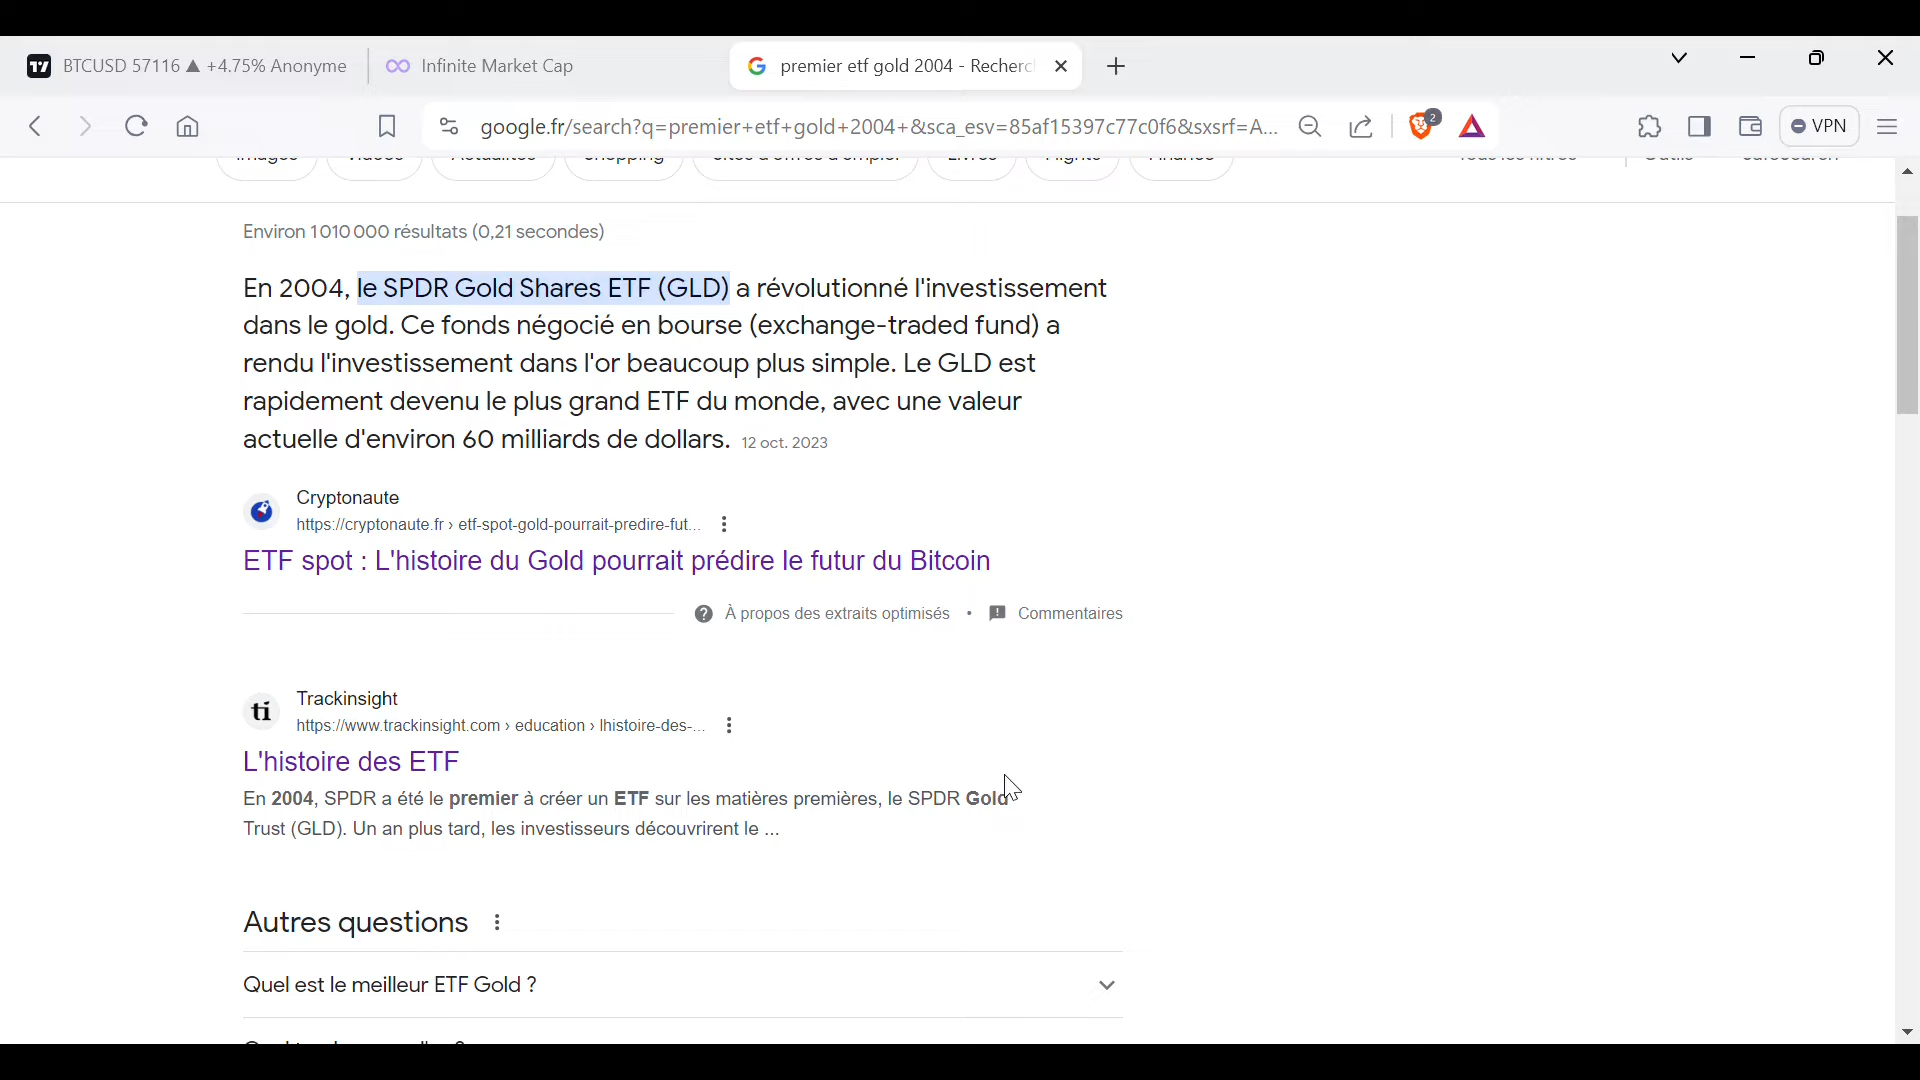 BTCUSD 57116 ▲ +4.75% Anonyme
Infinite Market Cap
premier etf gold 2004 - Recherc
google.fr/search?q=premier+etf+gold+2004+&sca_esv=85af15397c77c0f6&sxsrf=A...
2
VPN
Environ 1 010 000 résultats (0,21 secondes)
En 2004, le SPDR Gold Shares ETF (GLD) a révolutionné l'investissement
dans le gold. Ce fonds négocié en bourse (exchange-traded fund) a
rendu l'investissement dans l'or beaucoup plus simple. Le GLD est
rapidement devenu le plus grand ETF du monde, avec une valeur
actuelle d'environ 60 milliards de dollars. 12 oct. 2023
Cryptonaute
https://cryptonaute.fr › etf-spot-gold-pourrait-predire-fut...
ETF spot : L'histoire du Gold pourrait prédire le futur du Bitcoin
À propos des extraits optimisés • Commentaires
ti
Trackinsight
https://www.trackinsight.com › education › lhistoire-des-...
L'histoire des ETF
En 2004, SPDR a été le premier à créer un ETF sur les matières premières, le SPDR Gold
Trust (GLD). Un an plus tard, les investisseurs découvrirent le ...
Autres questions
Quel est le meilleur ETF Gold ?